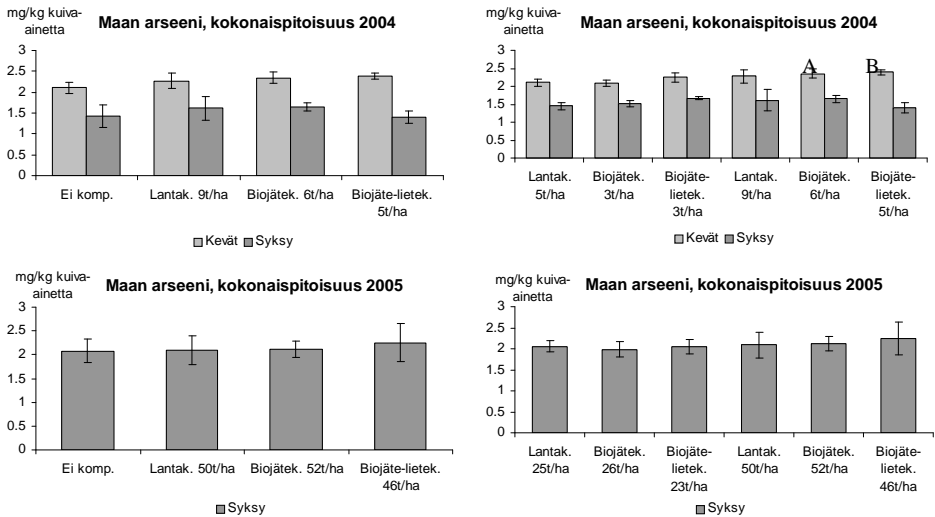 mg/kg kuiva-
ainetta
Maan arseeni, kokonaispitoisuus 2004
3
2.5
2
1.5
1
0.5
0
Ei komp.
Lantak. 9t/ha
Biojätek. 6t/ha
Biojäte-lietek.
5t/ha
Kevät
Syksy
mg/kg kuiva-
ainetta
Maan arseeni, kokonaispitoisuus 2004
3
2.5
2
1.5
1
0.5
0
A
B
Lantak.
5t/ha
Biojätek.
3t/ha
Biojäte-
lietek.
3t/ha
Lantak.
9t/ha
Biojätek.
6t/ha
Biojäte-
lietek.
5t/ha
Kevät
Syksy
mg/kg kuiva-
ainetta
Maan arseeni, kokonaispitoisuus 2005
3
2.5
2
1.5
1
0.5
0
Ei komp.
Lantak. 50t/ha
Biojätek. 52t/ha
Biojäte-lietek.
46t/ha
Syksy
mg/kg kuiva-
ainetta
Maan arseeni, kokonaispitoisuus 2005
3
2.5
2
1.5
1
0.5
0
Lantak.
25t/ha
Biojätek.
26t/ha
Biojäte-
lietek.
23t/ha
Lantak.
50t/ha
Biojätek.
52t/ha
Biojäte-
lietek.
46t/ha
Syksy